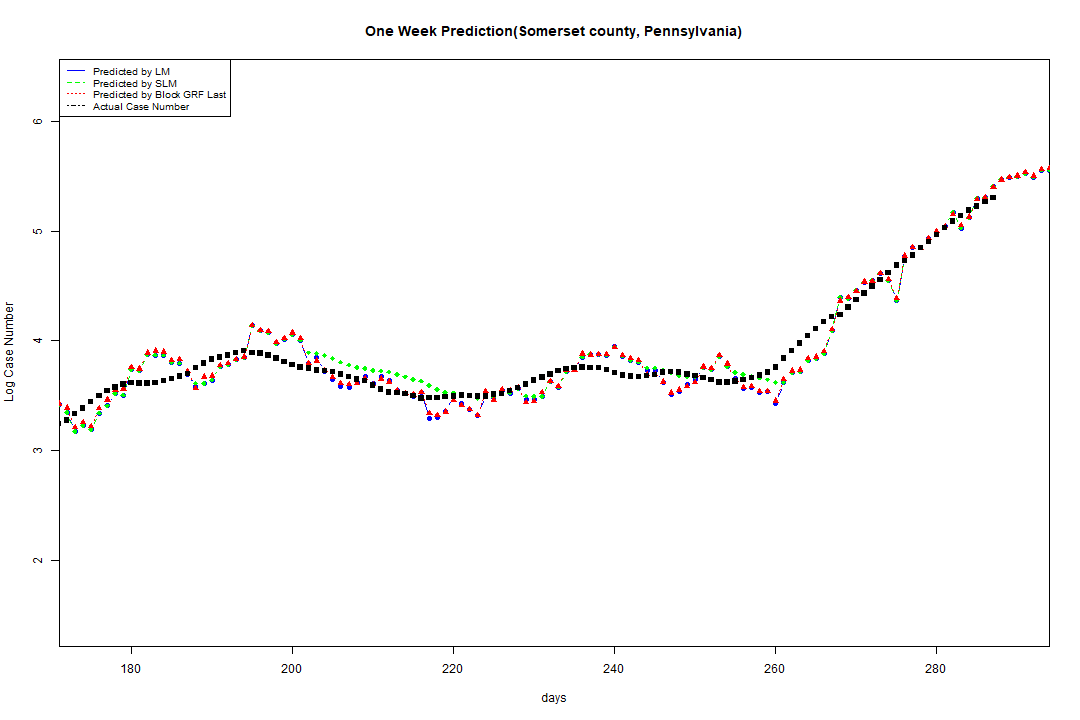 One Week Prediction(Somerset county, Pennsylvania)
Predicted by LM
Predicted by SLM
Predicted by Block GRF Last
Actual Case Number
Log Case Number
6
5
4
3
2
180 200 220 240 260 280
days